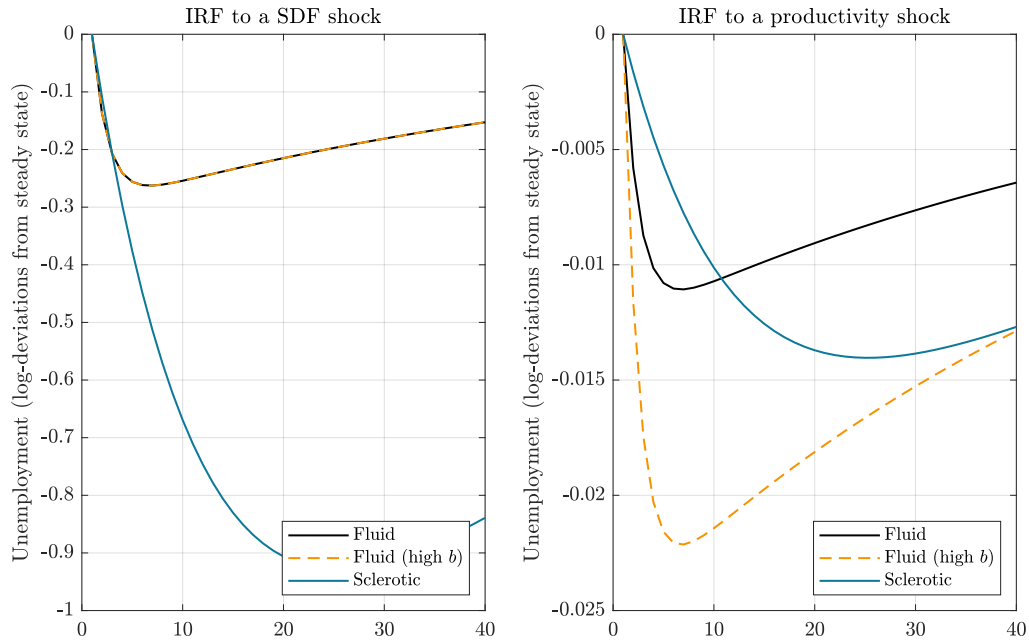 IRF to a SDF shock
Unemployment (log-deviations from steady state)
0
-0.1
-0.2
-0.3
-0.4
-0.5
-0.6
-0.7
-0.8
-0.9
-1
0
10
20
30
40
Fluid
Fluid (high b)
Sclerotic
IRF to a productivity shock
Unemployment (log-deviations from steady state)
0
-0.005
-0.01
-0.015
-0.02
-0.025
0
10
20
30
40
Fluid
Fluid (high b)
Sclerotic